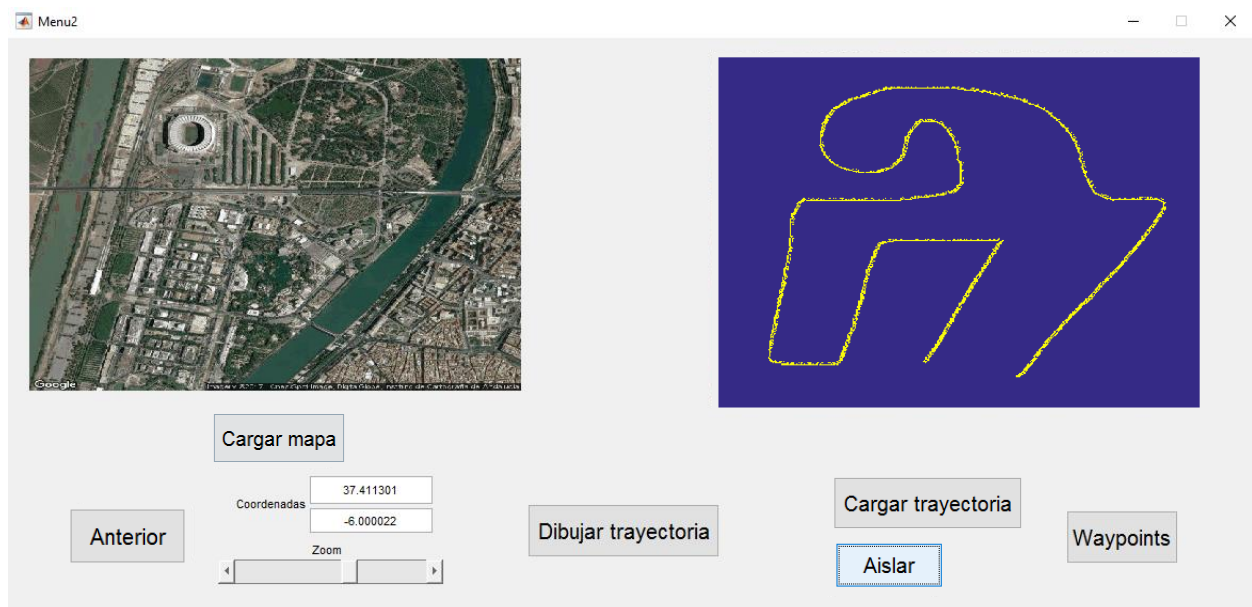 Menu2
Google
Cargar mapa
Coordenadas
37.411301
-6.000022
Zoom
Anterior
Dibujar trayectoria
Cargar trayectoria
Aislar
Waypoints